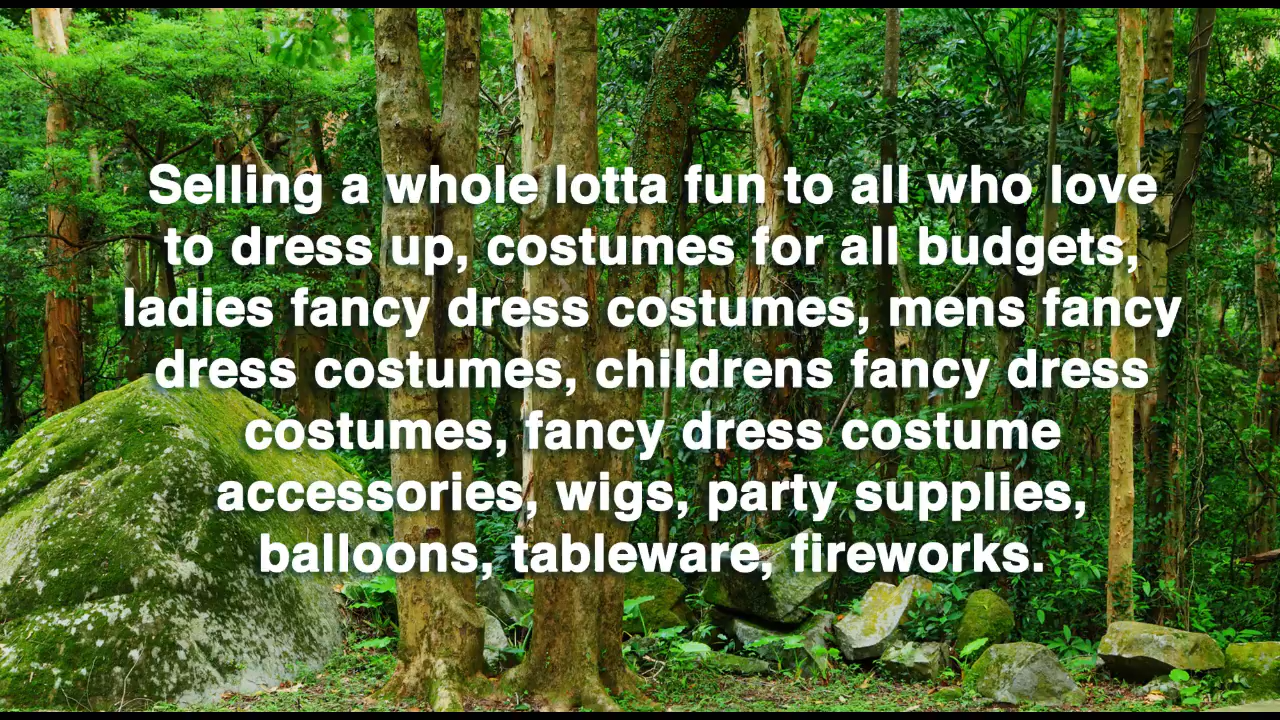 Selling a whole lotta fun to all who love
to dress up, costumes for all budgets,
ladies fancy dress costumes, mens fancy
dress costumes, childrens fancy dress
costumes, fancy dress costume
accessories, wigs, party supplies,
balloons, tableware, fireworks.